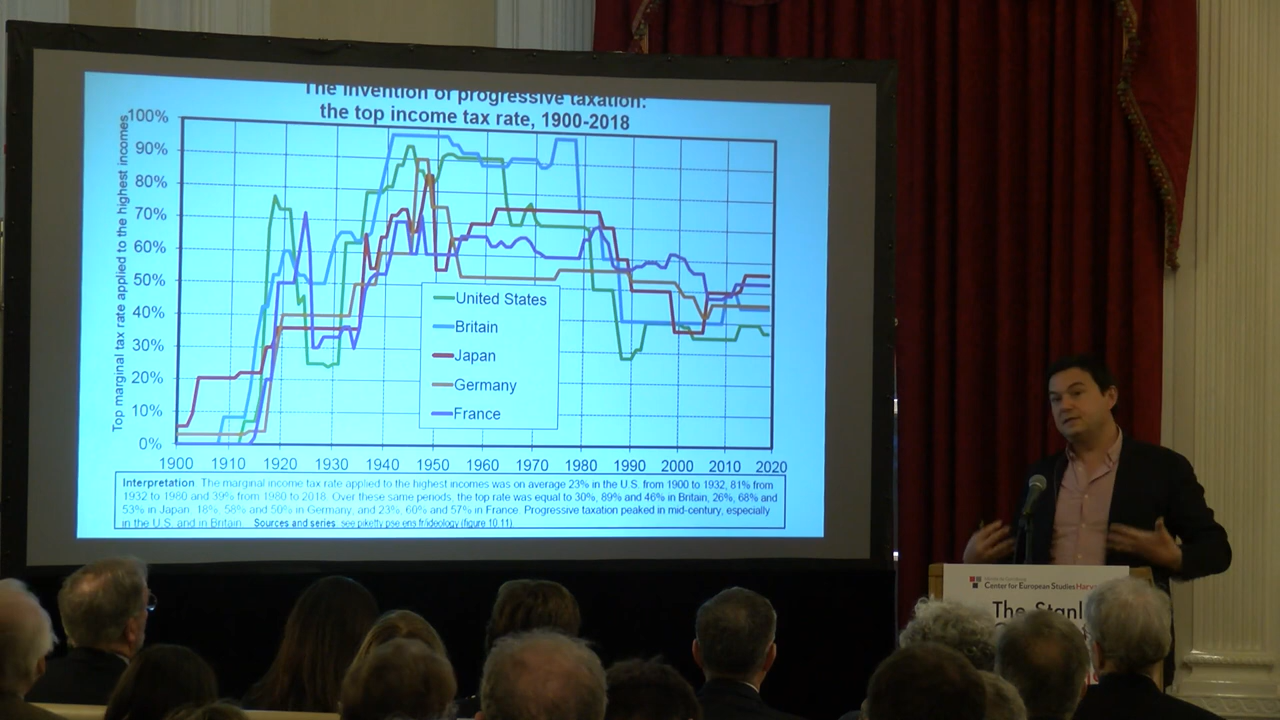 The invention of progressive taxation:
the top income tax rate, 1900-2018
Top marginal tax rate applied to the highest incomes
100%
90%
80%
70%
60%
50%
40%
30%
20%
10%
0%
United States
Britain
Japan
Germany
France
1900 1910 1920 1930 1940 1950 1960 1970 1980 1990 2000 2010 2020
Interpretation. The marginal income tax rate applied to the highest incomes was on average 23% in the U.S. from 1900 to 1932, 81% from
1932 to 1980 and 39% from 1980 to 2018. Over these same periods, the top rate was equal to 30%, 89% and 46% in Britain, 26%, 68% and
53% in Japan, 18%, 58% and 50% in Germany, and 23%, 60% and 57% in France. Progressive taxation peaked in mid-century, especially
in the U.S. and in Britain. Sources and series: see piketty.pse.ens.fr/ideology (figure 10.11).
Center for European Studies Harv
The Stanl